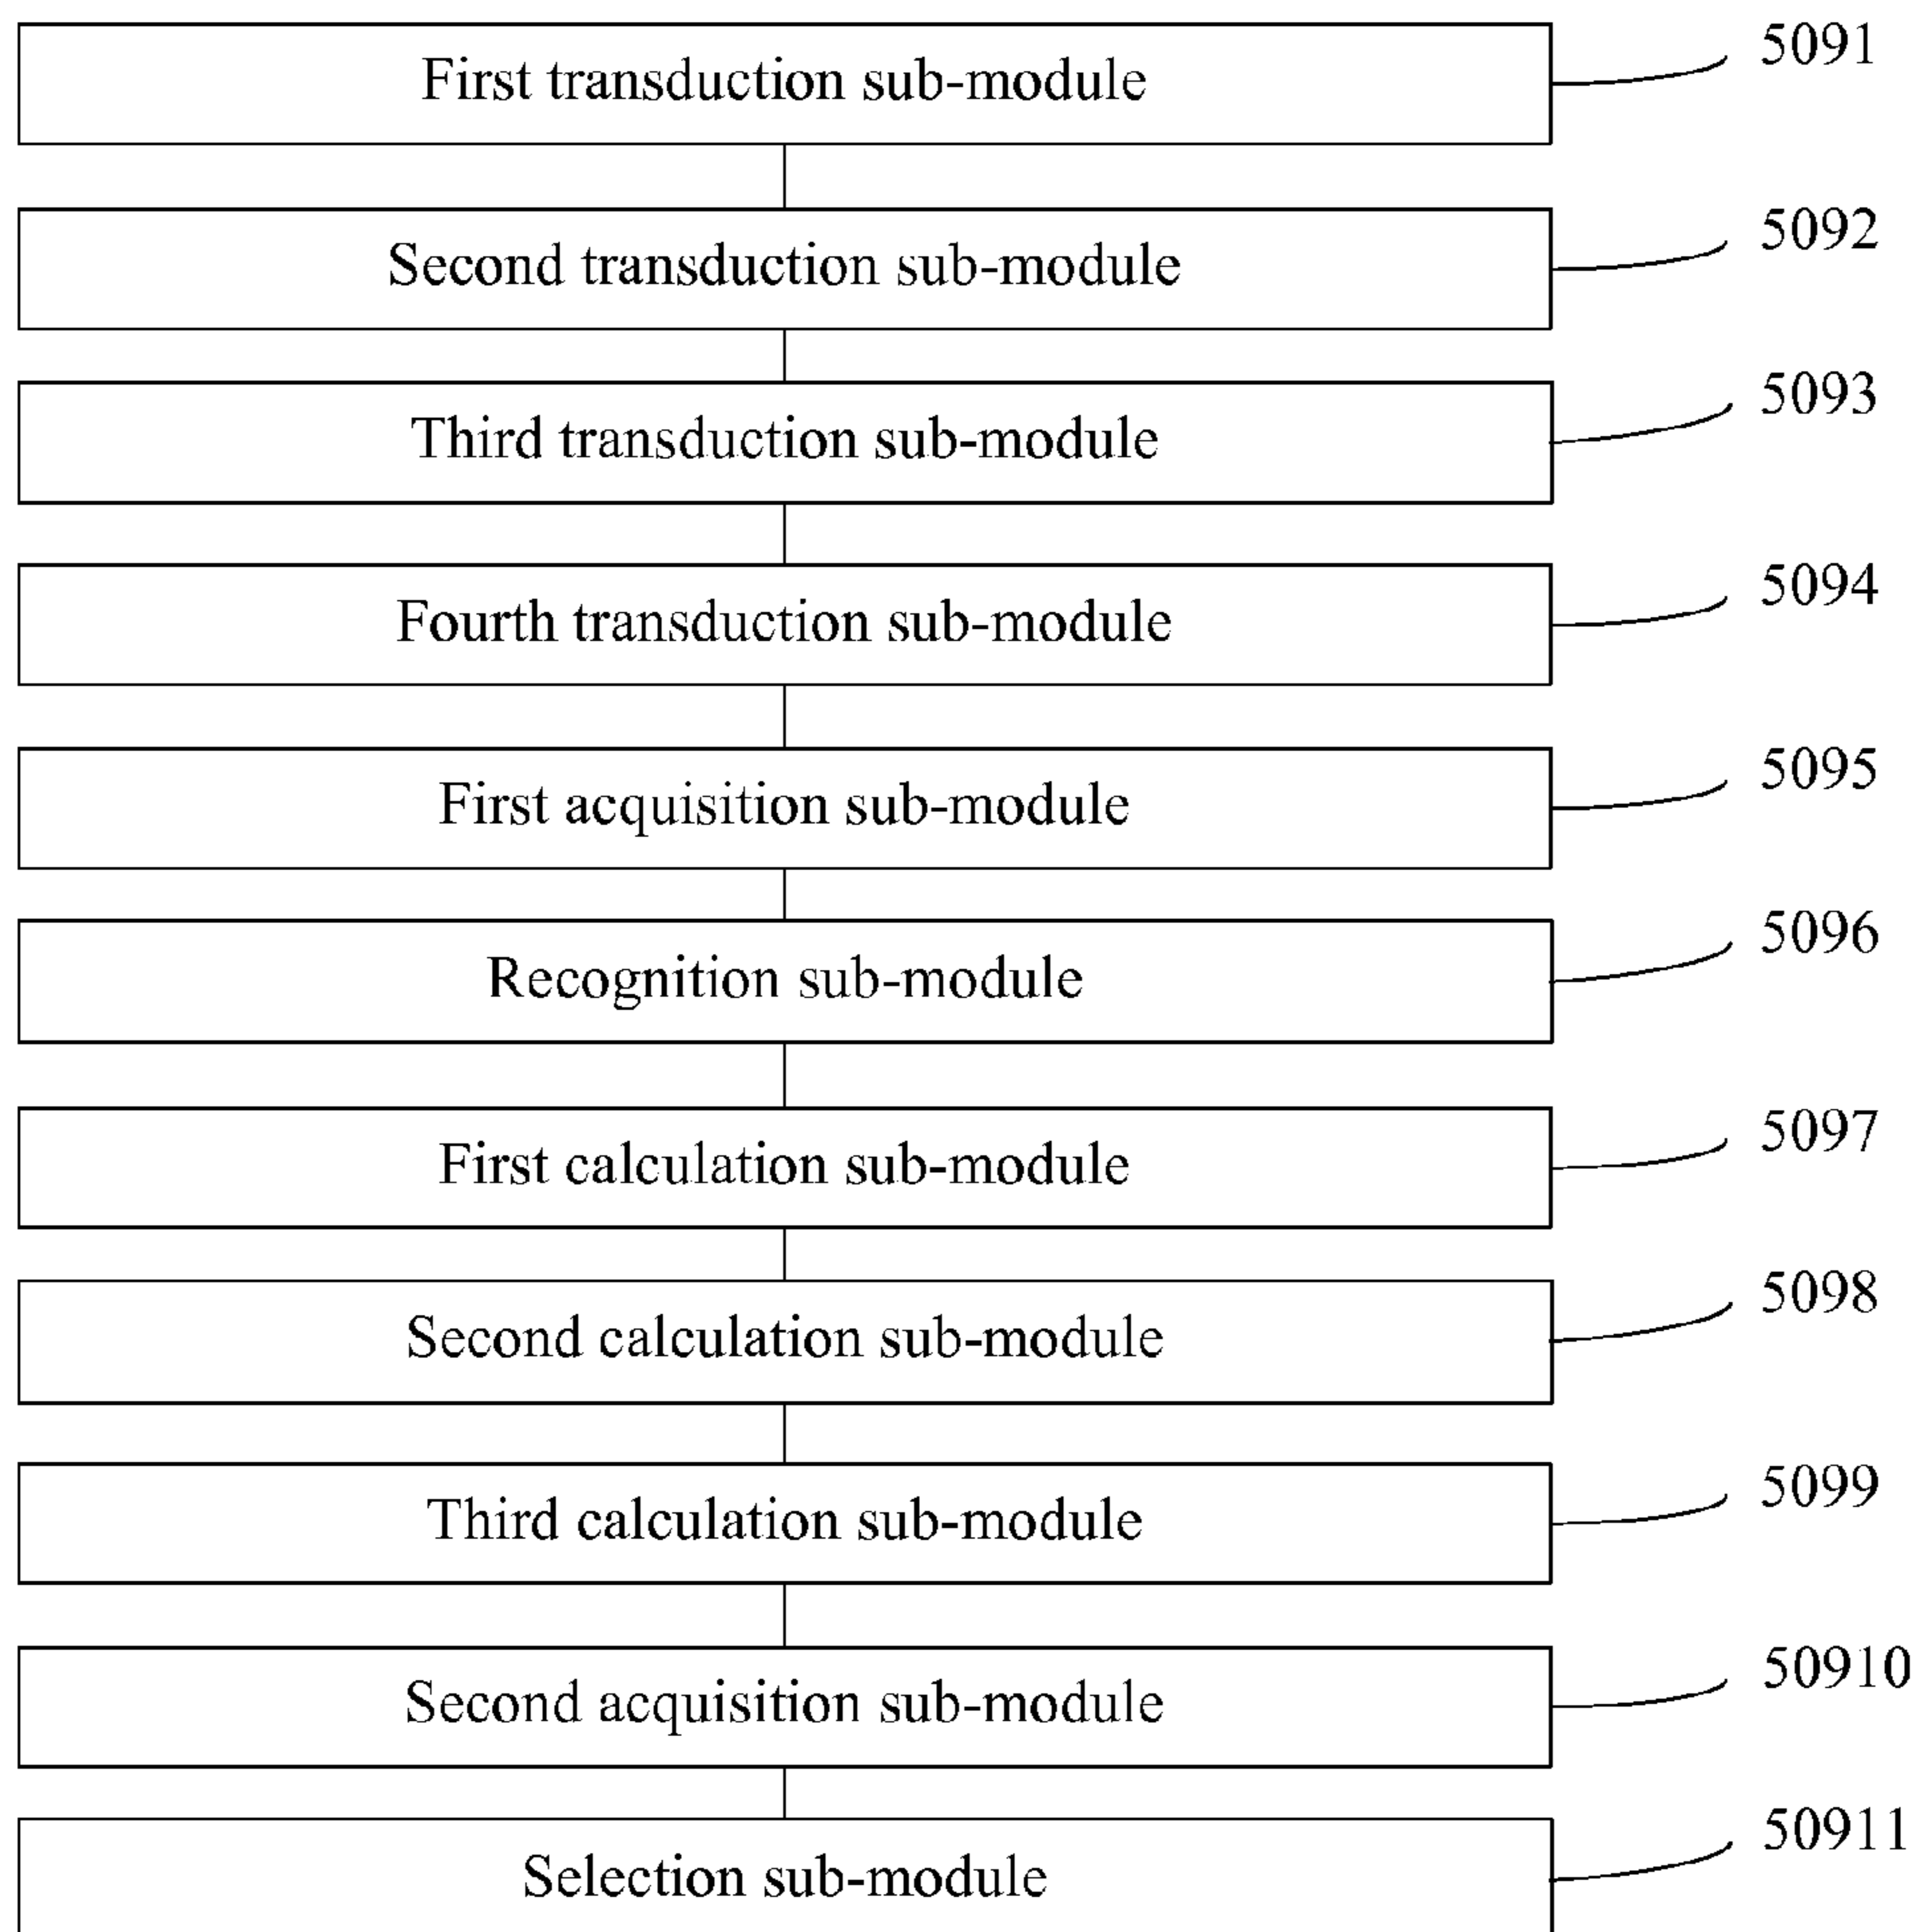 First transduction sub-module 5091
Second transduction sub-module 5092
Third transduction sub-module 5093
Fourth transduction sub-module 5094
First acquisition sub-module 5095
Recognition sub-module 5096
First calculation sub-module 5097
Second calculation sub-module 5098
Third calculation sub-module 5099
Second acquisition sub-module 50910
Selection sub-module 50911